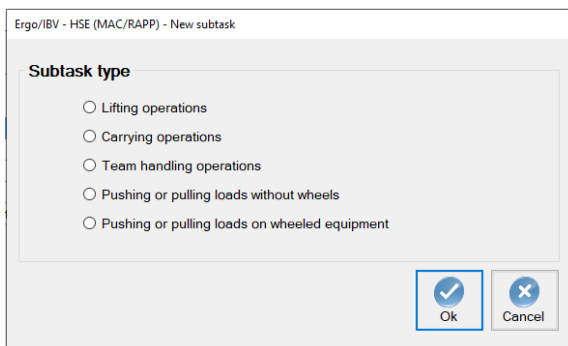 Ergo/IBV - HSE (MAC/RAPP) - New subtask
Subtask type
Lifting operations
Carrying operations
Team handling operations
Pushing or pulling loads without wheels
Pushing or pulling loads on wheeled equipment
Ok
Cancel